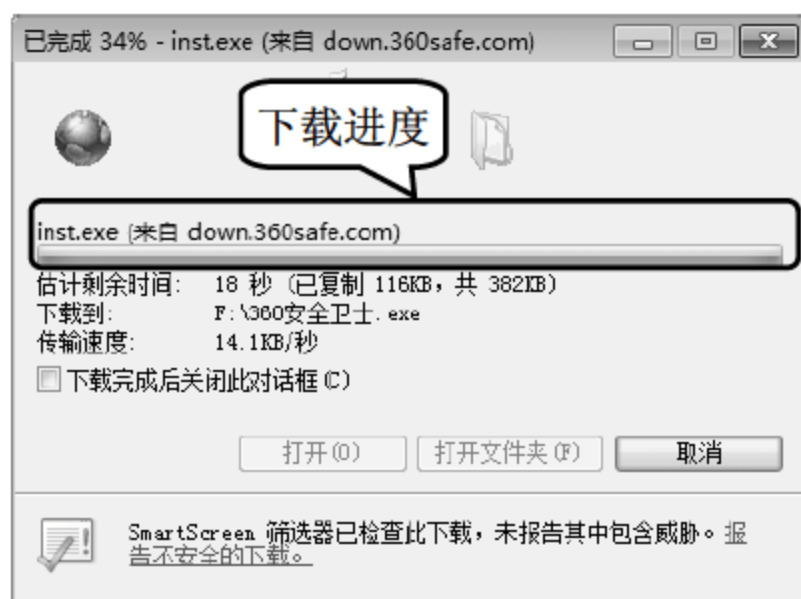 已完成 34% - inst.exe (来自 down.360safe.com)
下载进度
inst.exe (来自 down.360safe.com)
估计剩余时间: 18 秒 (已复制 116KB，共 382KB)
下载到: F:\360安全卫士.exe
传输速度: 14.1KB/秒
下载完成后关闭此对话框(C)
打开(O) 打开文件夹(F) 取消
SmartScreen 筛选器已检查此下载，未报告其中包含威胁。报
告不安全的下载。